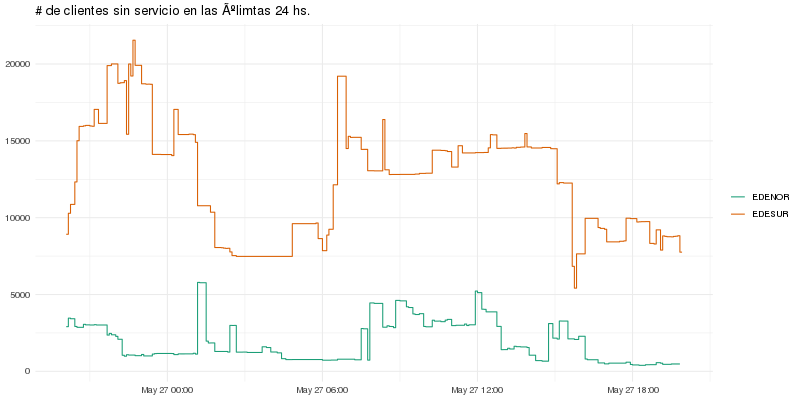 # de clientes sin servicio en las Ãºlimtas 24 hs.
20000
15000
10000
5000
0
May 27 00:00
May 27 06:00
May 27 12:00
May 27 18:00
EDENOR
EDESUR